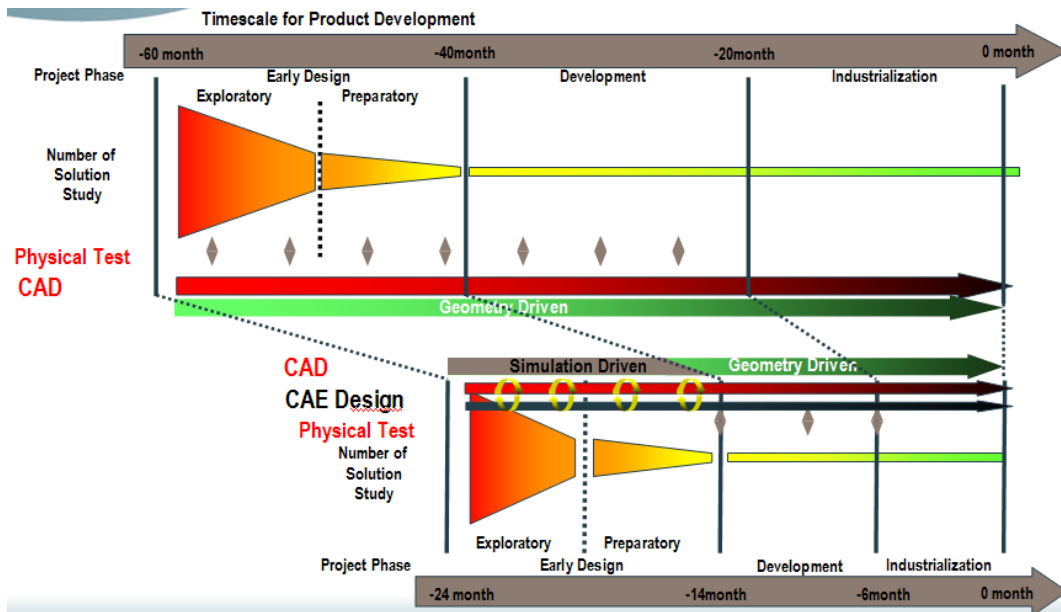 Timescale for Product Development
-60 month -40month -20month 0 month
Project Phase Early Design Development Industrialization
Exploratory Preparatory
Number of
Solution
Study
Physical Test
CAD
Geometry Driven
CAD Simulation Driven Geometry Driven
CAE Design
Physical Test
Number of
Solution
Study
Exploratory Preparatory
Project Phase Early Design Development Industrialization
-24 month -14month -6month 0 month